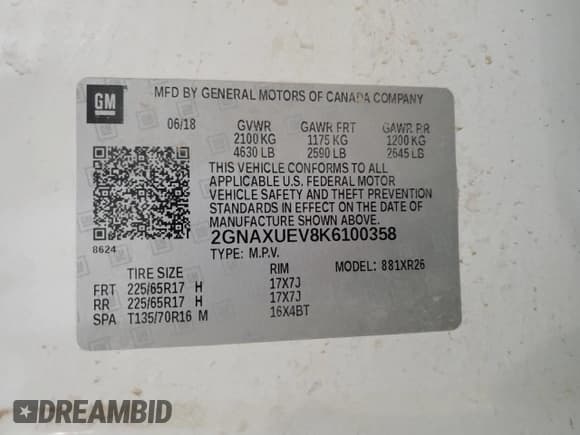 GM
MFD BY GENERAL MOTORS OF CANADA COMPANY
06/18 GVWR GAWR FRT GAWR RR
2100 KG 1175 KG 1200 KG
4630 LB 2590 LB 2645 LB
THIS VEHICLE CONFORMS TO ALL
APPLICABLE U.S. FEDERAL MOTOR
VEHICLE SAFETY AND THEFT PREVENTION
STANDARDS IN EFFECT ON THE DATE OF
MANUFACTURE SHOWN ABOVE.
8624 2GNAXUEV8K6100358
TYPE: M.P.V.
TIRE SIZE RIM MODEL: 881XR26
FRT 225/65R17 H 17X7J
RR 225/65R17 H 17X7J
SPA T135/70R16 M 16X4BT
DREAMBID